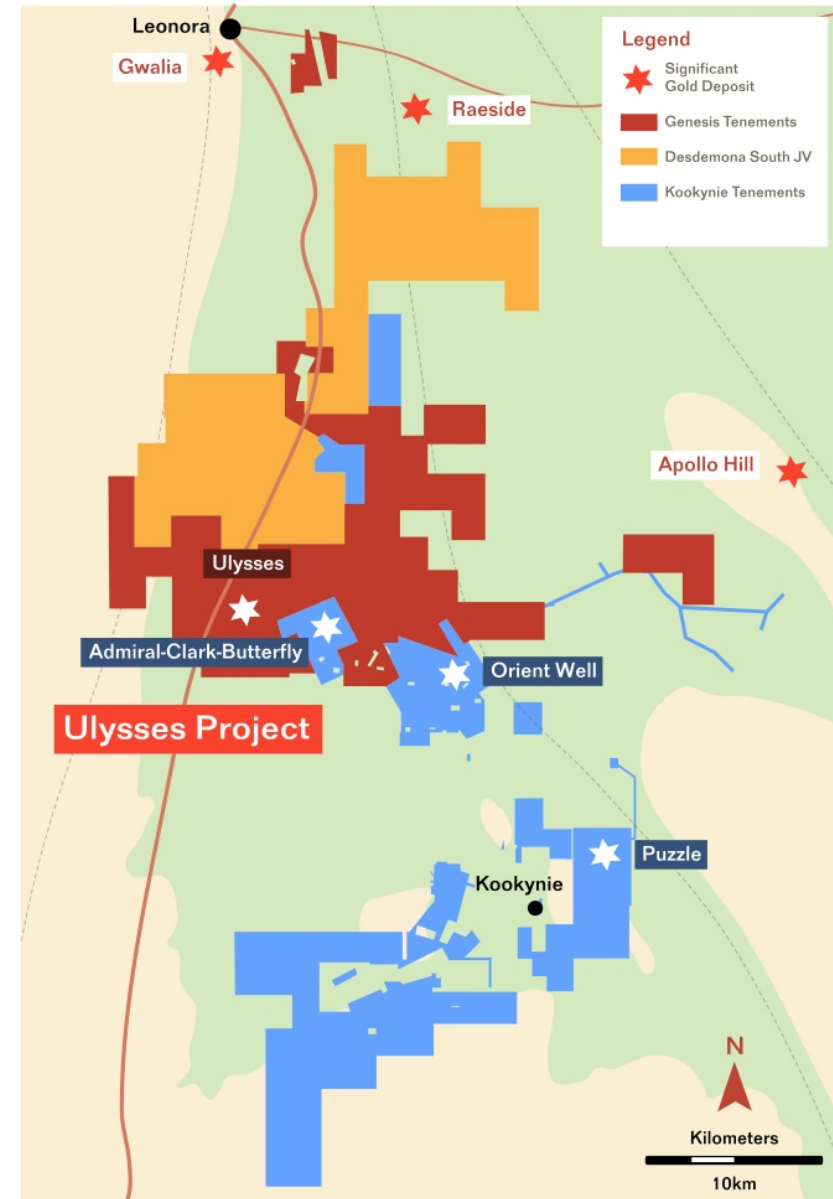 Leonora
Gwalia
Raeside
Legend
Significant
Gold Deposit
Genesis Tenements
Desdemona South JV
Kookynie Tenements
Apollo Hill
Ulysses
Admiral-Clark-Butterfly
Orient Well
Ulysses Project
Puzzle
Kookynie
N
Kilometers
10km